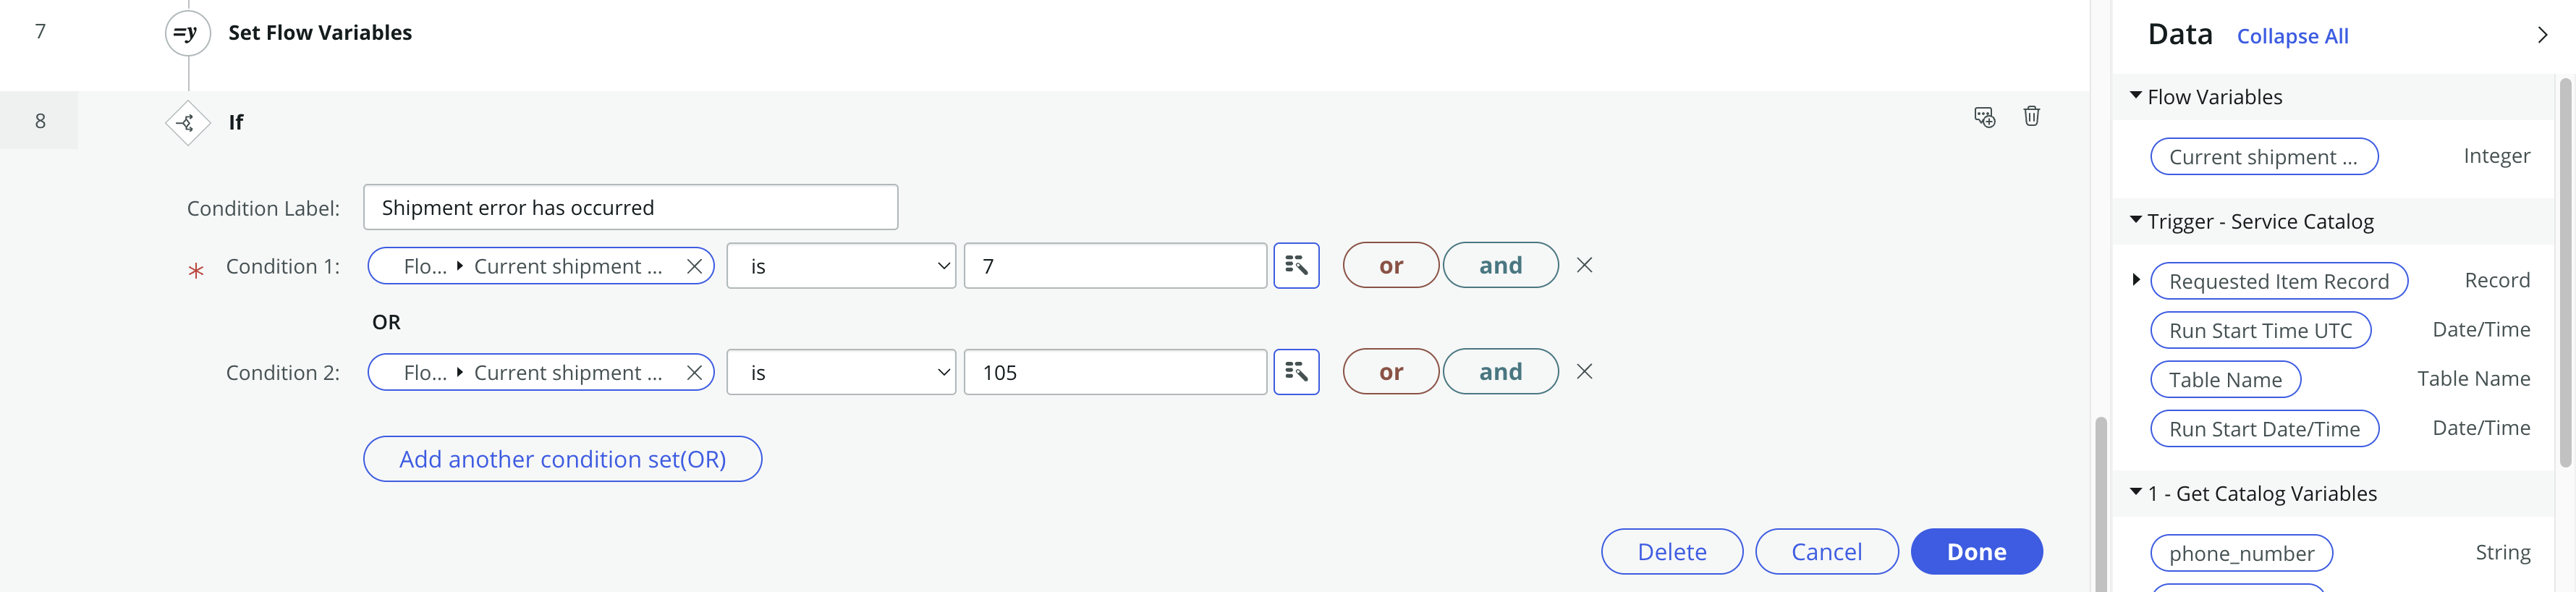 7
=y
Set Flow Variables
8
If
Condition Label:
Shipment error has occurred
* Condition 1:
Flo... Current shipment ...
is
7
or
and
OR
Condition 2:
Flo... Current shipment ...
is
105
or
and
Add another condition set(OR)
Delete
Cancel
Done
Data
Collapse All
Flow Variables
Current shipment ... Integer
Trigger - Service Catalog
Requested Item Record Record
Run Start Time UTC Date/Time
Table Name Table Name
Run Start Date/Time Date/Time
1 - Get Catalog Variables
phone_number String